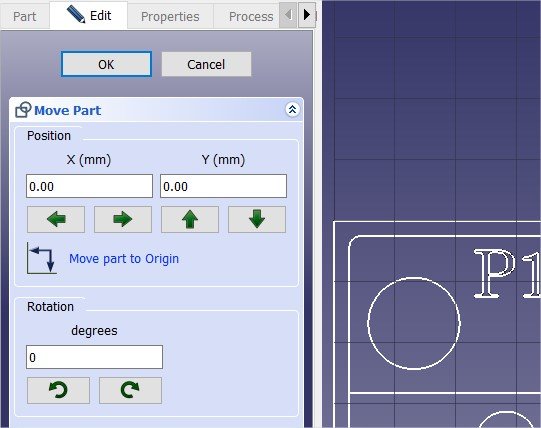 Part Edit Properties Process
OK Cancel
Move Part
Position
X (mm) Y (mm)
0.00 0.00
Move part to Origin
Rotation
degrees
0
P1